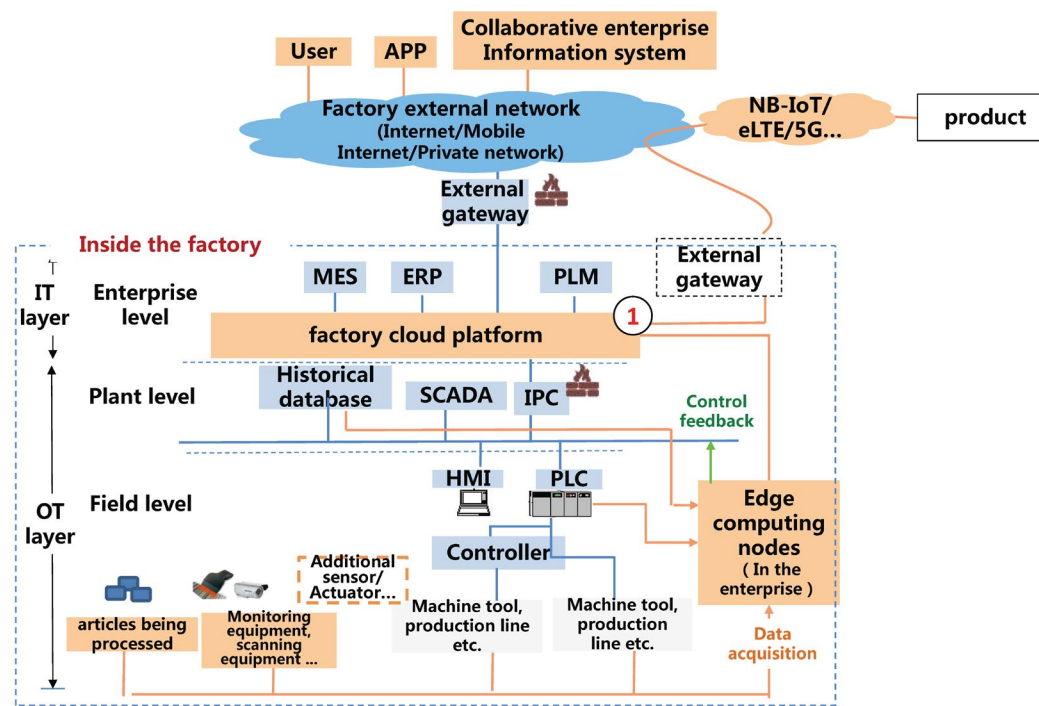 User
APP
Collaborative enterprise
Information system
Factory external network
(Internet/Mobile
Internet/Private network)
NB-IoT/
eLTE/5G...
product
External
gateway
Inside the factory
External
gateway
IT
layer
Enterprise
level
MES
ERP
PLM
1
factory cloud platform
Plant level
Historical
database
SCADA
IPC
Control
feedback
HMI
PLC
Field level
OT
layer
Edge
computing
nodes
( In the
enterprise )
Controller
Additional
sensor/
Actuator...
articles being
processed
Monitoring
equipment,
scanning
equipment ...
Machine tool,
production line
etc.
Machine tool,
production
line etc.
Data
acquisition